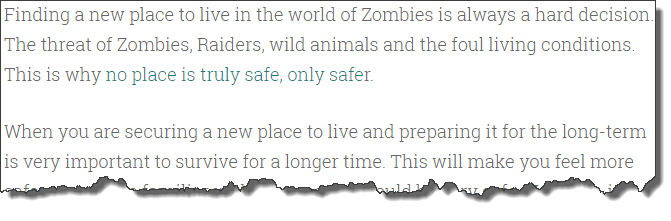 Finding a new place to live in the world of Zombies is always a hard decision.
The threat of Zombies, Raiders, wild animals and the foul living conditions.
This is why no place is truly safe, only safer.
When you are securing a new place to live and preparing it for the long-term
is very important to survive for a longer time. This will make you feel more